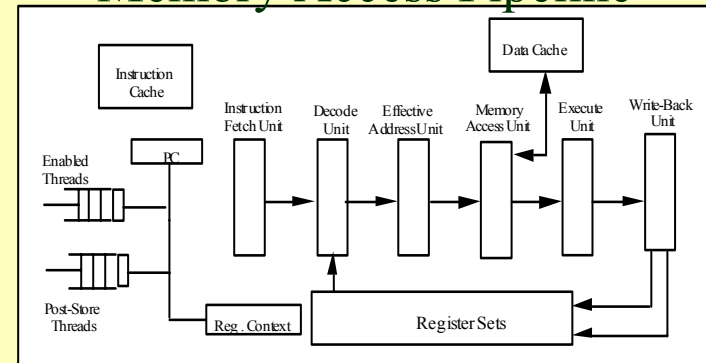 Memory Access Pipeline
Data Cache
Instruction
Cache
Instruction
Fetch Unit
Decode
Unit
Effective
Address Unit
Memory
Access Unit
Execute
Unit
Write-Back
Unit
PC
Enabled
Threads
Post-Store
Threads
Reg. Context
Register Sets